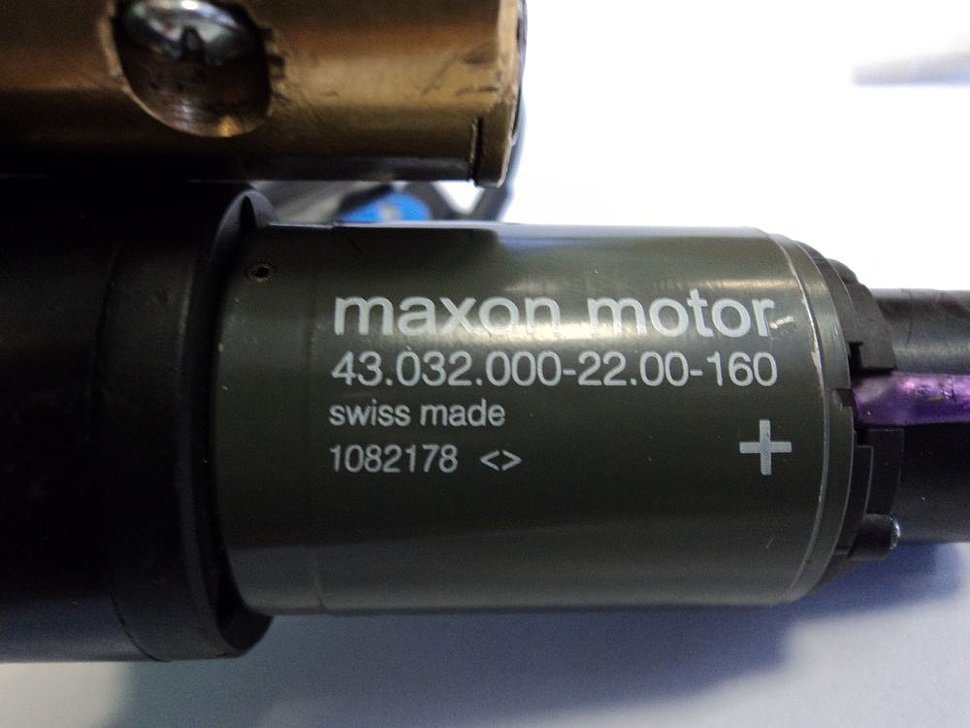 maxon motor
43.032.000-22.00-160
swiss made
1082178 <>
+